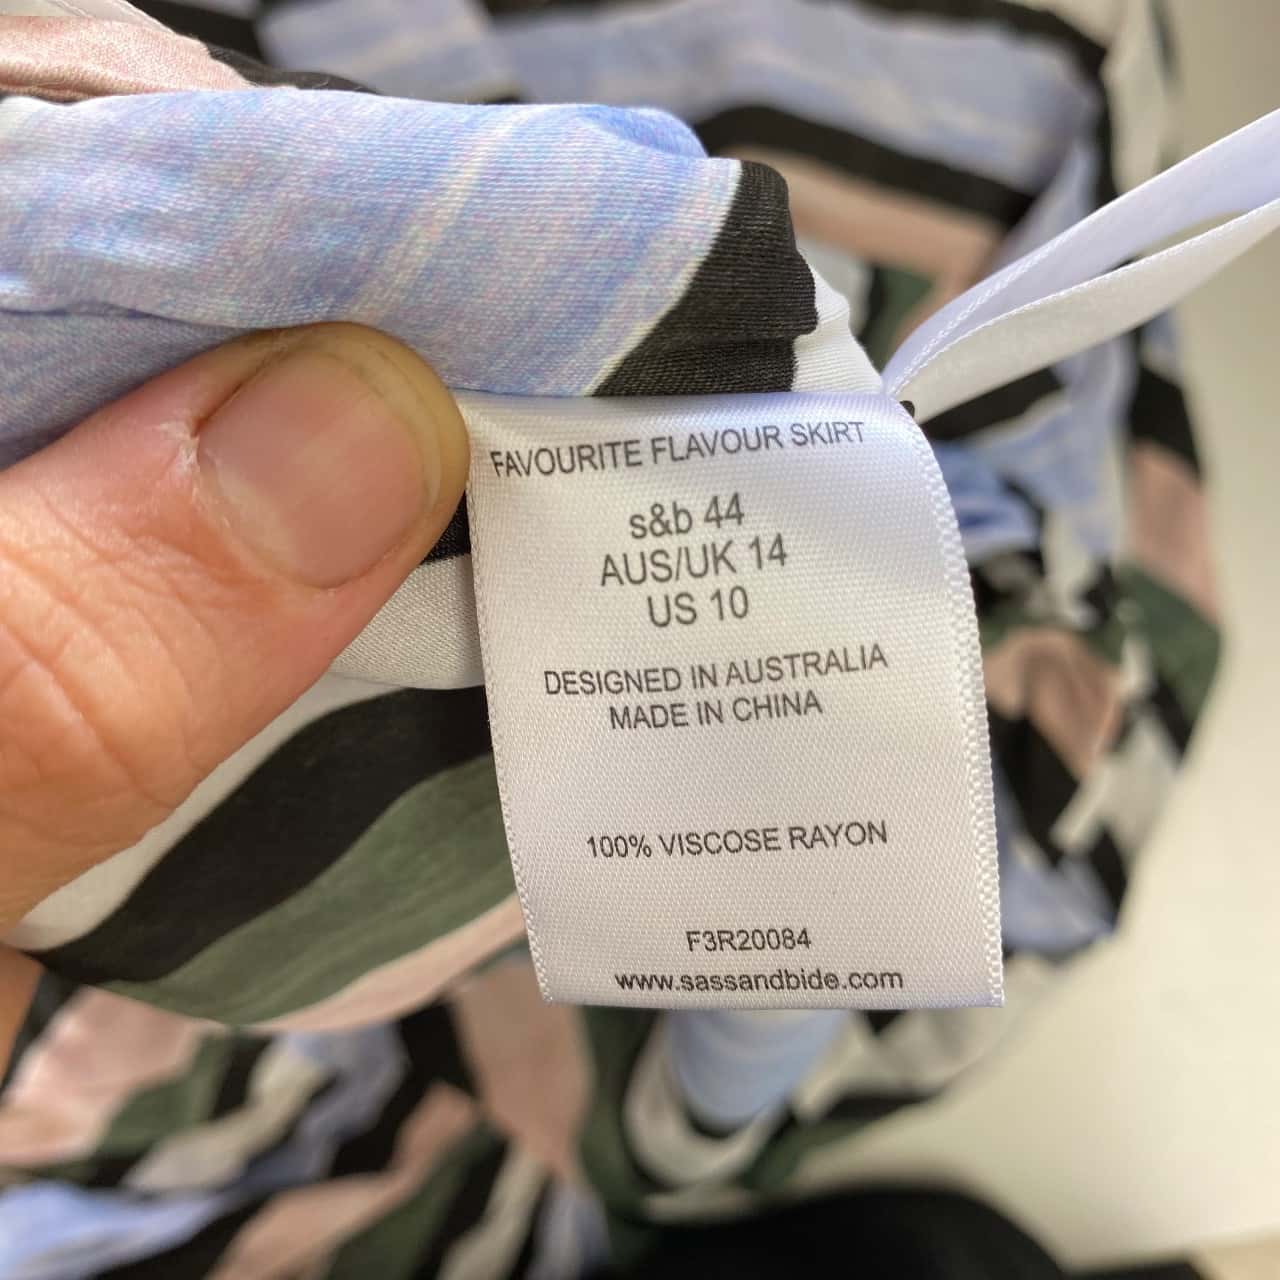 FAVOURITE FLAVOUR SKIRT
s&b 44
AUS/UK 14
US 10
DESIGNED IN AUSTRALIA
MADE IN CHINA
100% VISCOSE RAYON
F3R20084
www.sassandbide.com